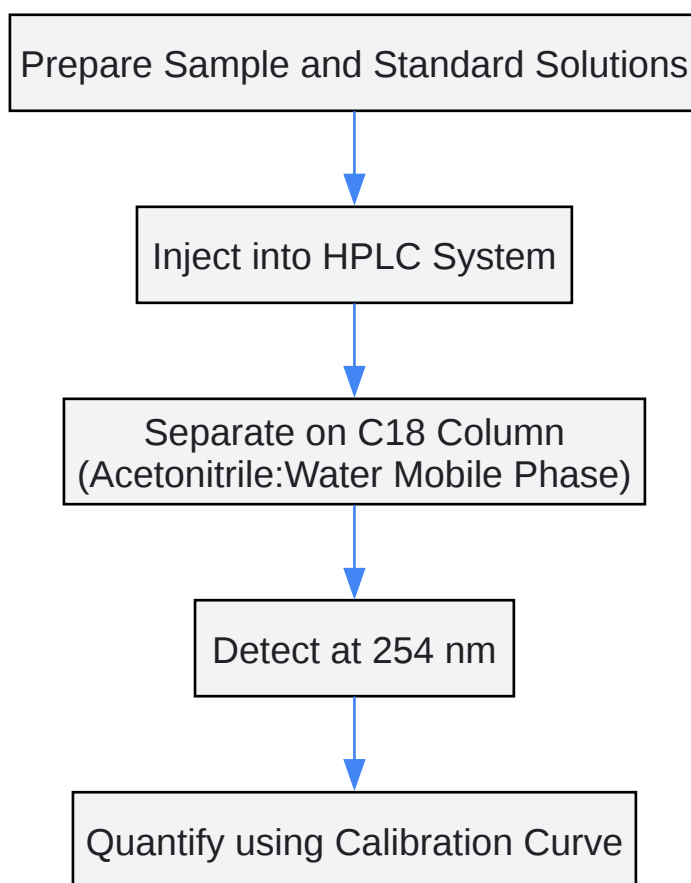 Prepare Sample and Standard Solutions
Inject into HPLC System
Separate on C18 Column
(Acetonitrile:Water Mobile Phase)
Detect at 254 nm
Quantify using Calibration Curve